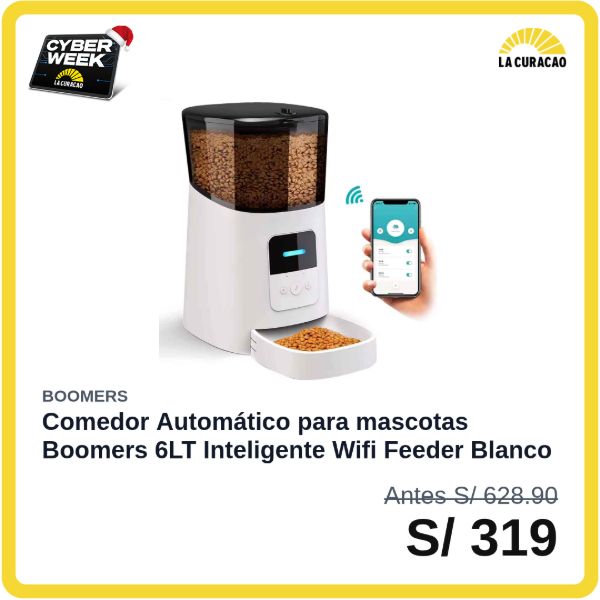 CYBER
WEEK
LA CURACAO
LA CURACAO
BOOMERS
Comedor Automático para mascotas
Boomers 6LT Inteligente Wifi Feeder Blanco
Antes S/ 628.90
S/ 319